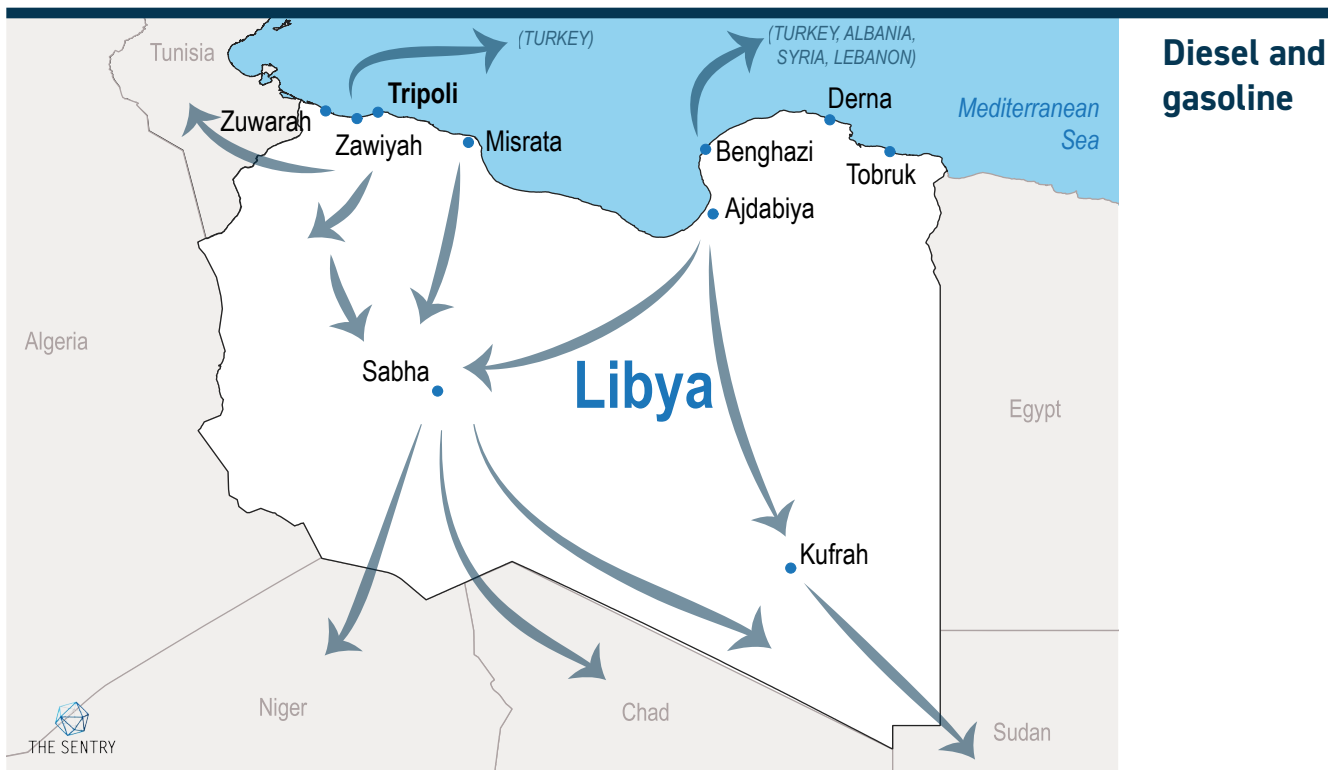 Diesel and
gasoline
Tunisia
(TURKEY)
(TURKEY, ALBANIA,
SYRIA, LEBANON)
Mediterranean
Sea
Zuwarah
Tripoli
Zawiyah
Misrata
Benghazi
Derna
Tobruk
Ajdabiya
Algeria
Sabha
Libya
Egypt
Kufrah
Niger
Chad
Sudan
THE SENTRY